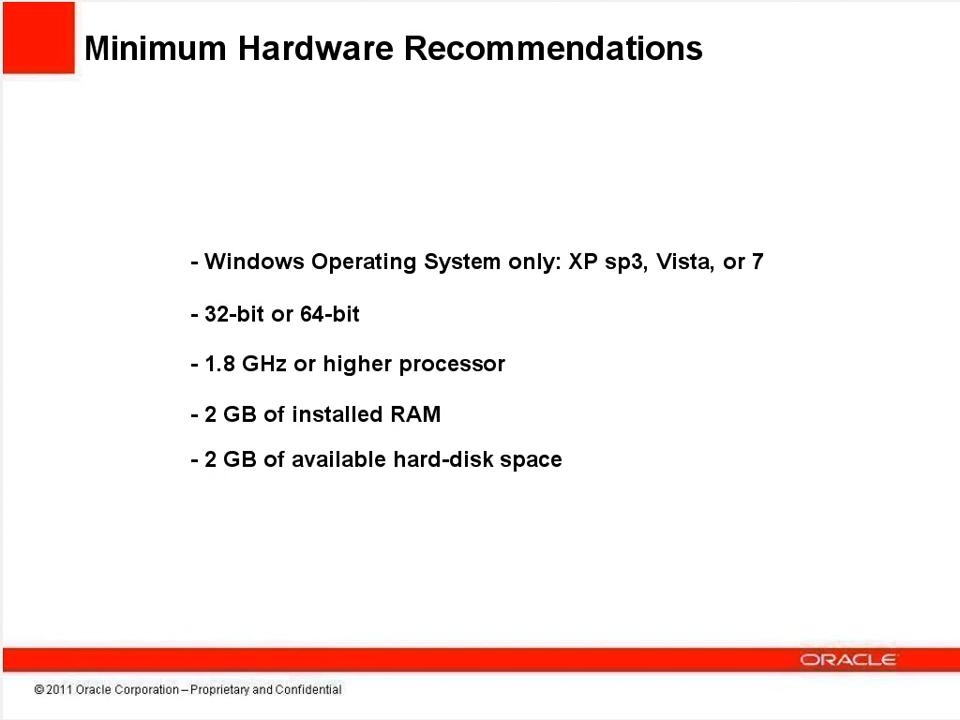 Minimum Hardware Recommendations
- Windows Operating System only: XP sp3, Vista, or 7
- 32-bit or 64-bit
- 1.8 GHz or higher processor
- 2 GB of installed RAM
- 2 GB of available hard-disk space
ORACLE
© 2011 Oracle Corporation – Proprietary and Confidential